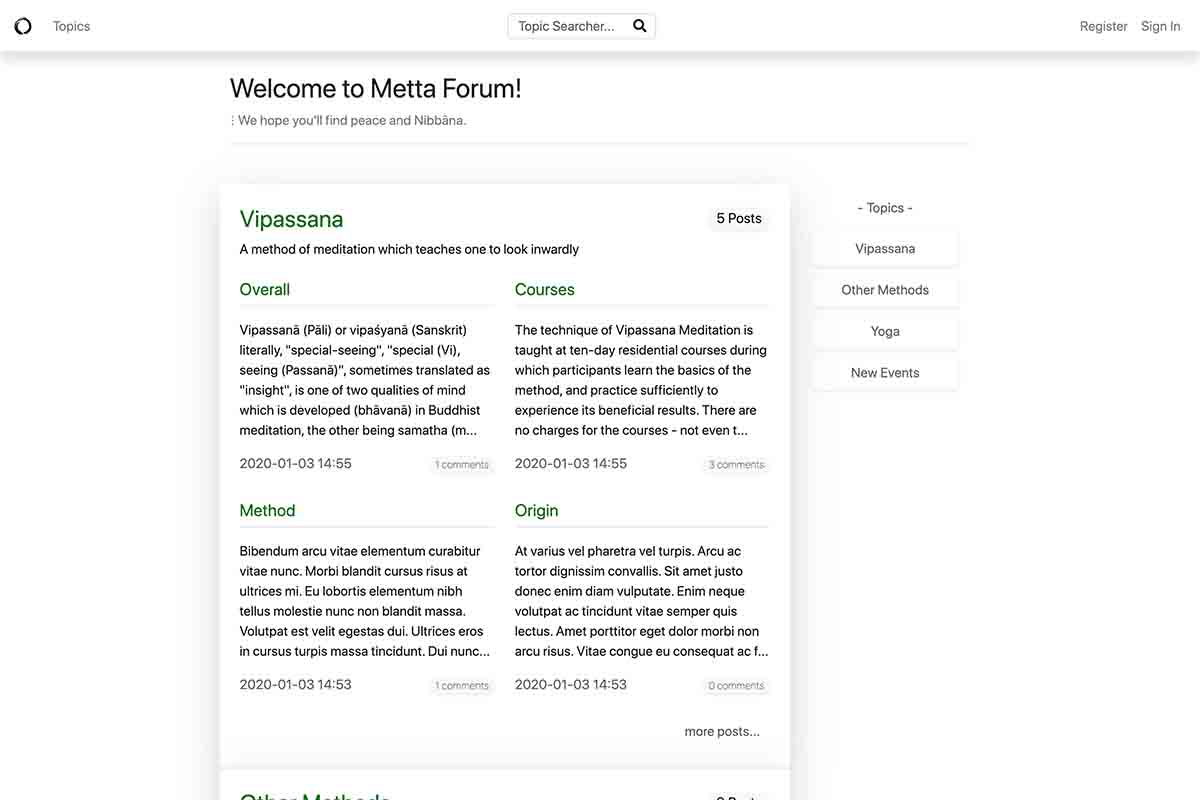 Topics
Topic Searcher...
Register Sign In
Welcome to Metta Forum!
⋮ We hope you'll find peace and Nibbāna.
Vipassana
5 Posts
A method of meditation which teaches one to look inwardly
Overall
Vipassanā (Pāli) or vipaśyanā (Sanskrit)
literally, "special-seeing", "special (Vi),
seeing (Passanā)", sometimes translated as
"insight", is one of two qualities of mind
which is developed (bhāvanā) in Buddhist
meditation, the other being samatha (m...
2020-01-03 14:55
1 comments
Courses
The technique of Vipassana Meditation is
taught at ten-day residential courses during
which participants learn the basics of the
method, and practice sufficiently to
experience its beneficial results. There are
no charges for the courses - not even t...
2020-01-03 14:55
3 comments
Method
Bibendum arcu vitae elementum curabitur
vitae nunc. Morbi blandit cursus risus at
ultrices mi. Eu lobortis elementum nibh
tellus molestie nunc non blandit massa.
Volutpat est velit egestas dui. Ultrices eros
in cursus turpis massa tincidunt. Dui nunc...
2020-01-03 14:53
1 comments
Origin
At varius vel pharetra vel turpis. Arcu ac
tortor dignissim convallis. Sit amet justo
donec enim diam vulputate. Enim neque
volutpat ac tincidunt vitae semper quis
lectus. Amet porttitor eget dolor morbi non
arcu risus. Vitae congue eu consequat ac f...
2020-01-03 14:53
0 comments
more posts...
Other Methods
- Topics -
Vipassana
Other Methods
Yoga
New Events